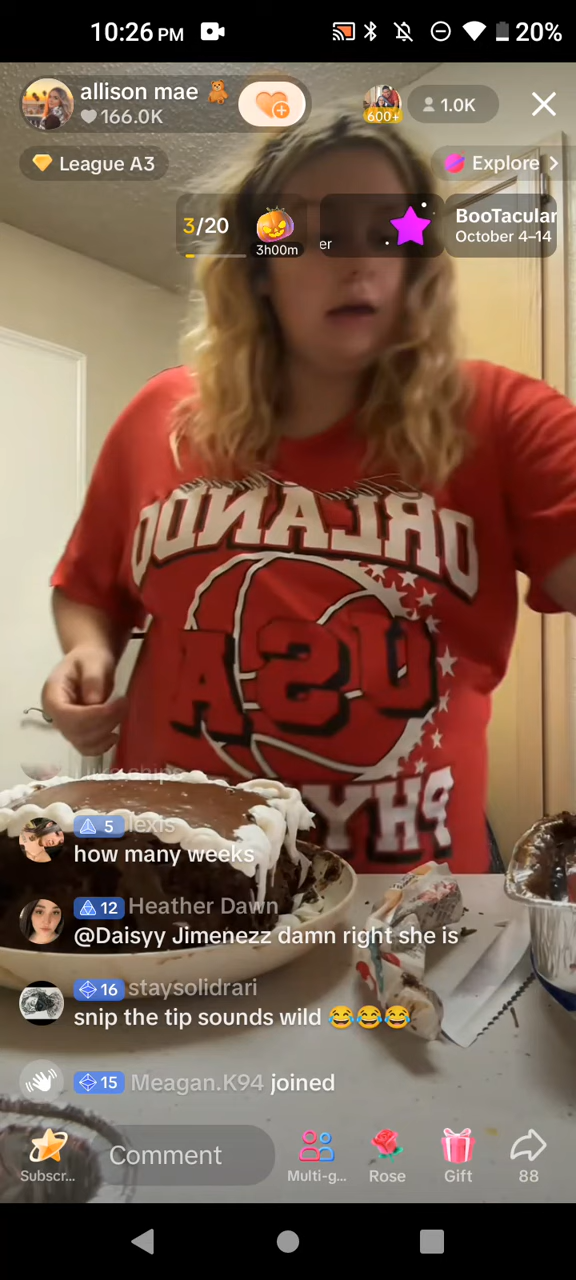 10:26 PM
20%
allison mae 🧸
166.0K
600+
1.0K
League A3
Explore >
3/20
3h00m
er
BooTacular
October 4–14
ORLANDO
USA
5 lexis
how many weeks
12 Heather Dawn
@Daisyy Jimenezz damn right she is
16 staysolidrari
snip the tip sounds wild 😂😂😂
15 Meagan.K94 joined
Subscr...
Comment
Multi-g...
Rose
Gift
88